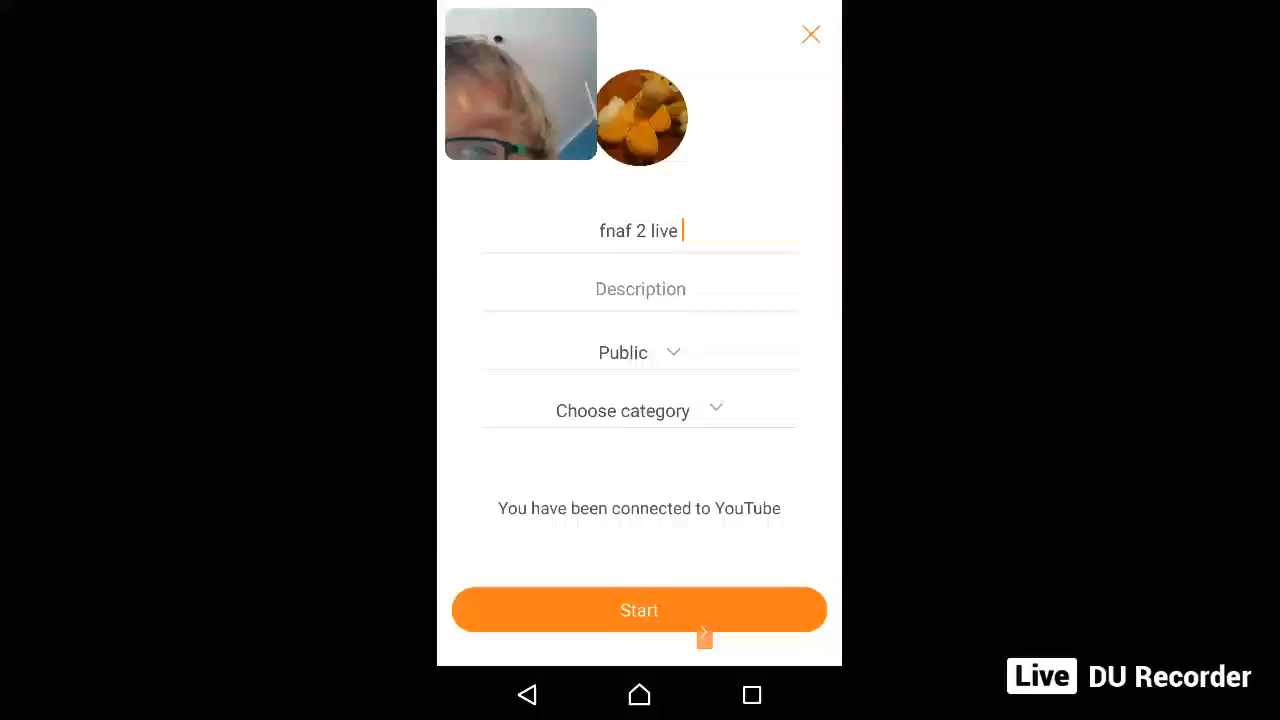 fnaf 2 live
Description
Public
Choose category
You have been connected to YouTube
Start
Live DU Recorder